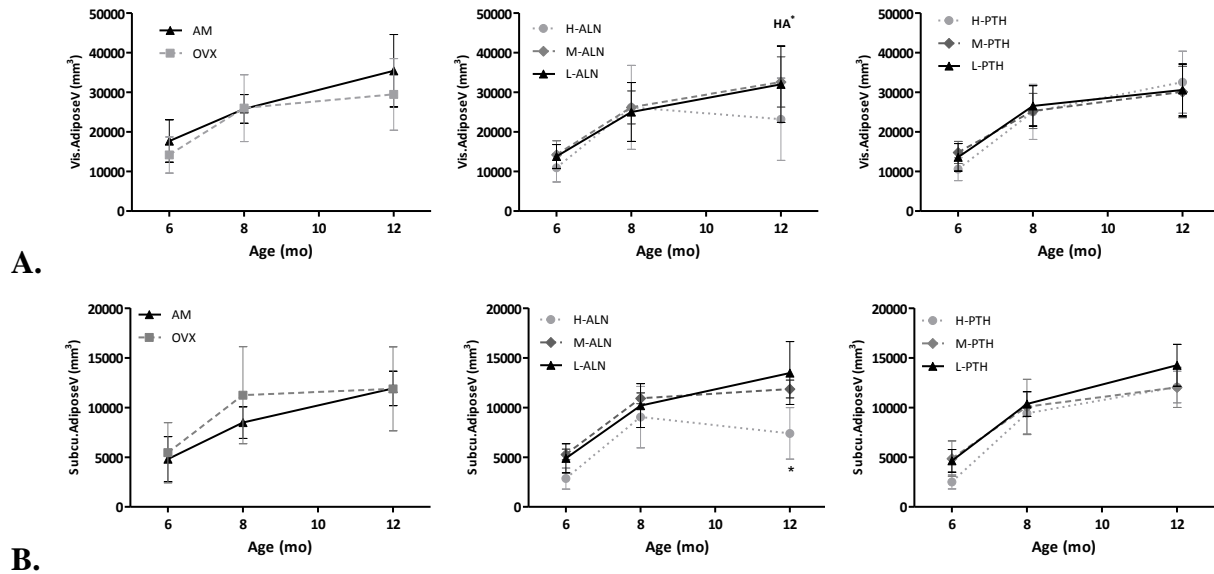 50000
40000
30000
20000
10000
0
Vis.AdiposeV (mm³)
AM
OVX
6 8 10 12
Age (mo)
50000
40000
30000
20000
10000
0
Vis.AdiposeV (mm³)
H-ALN
M-ALN
L-ALN
HA*
6 8 10 12
Age (mo)
50000
40000
30000
20000
10000
0
Vis.AdiposeV (mm³)
H-PTH
M-PTH
L-PTH
6 8 10 12
Age (mo)
A.
20000
15000
10000
5000
0
Subcu.AdiposeV (mm³)
AM
OVX
6 8 10 12
Age (mo)
20000
15000
10000
5000
0
Subcu.AdiposeV (mm³)
H-ALN
M-ALN
L-ALN
*
6 8 10 12
Age (mo)
20000
15000
10000
5000
0
Subcu.AdiposeV (mm³)
H-PTH
M-PTH
L-PTH
6 8 10 12
Age (mo)
B.